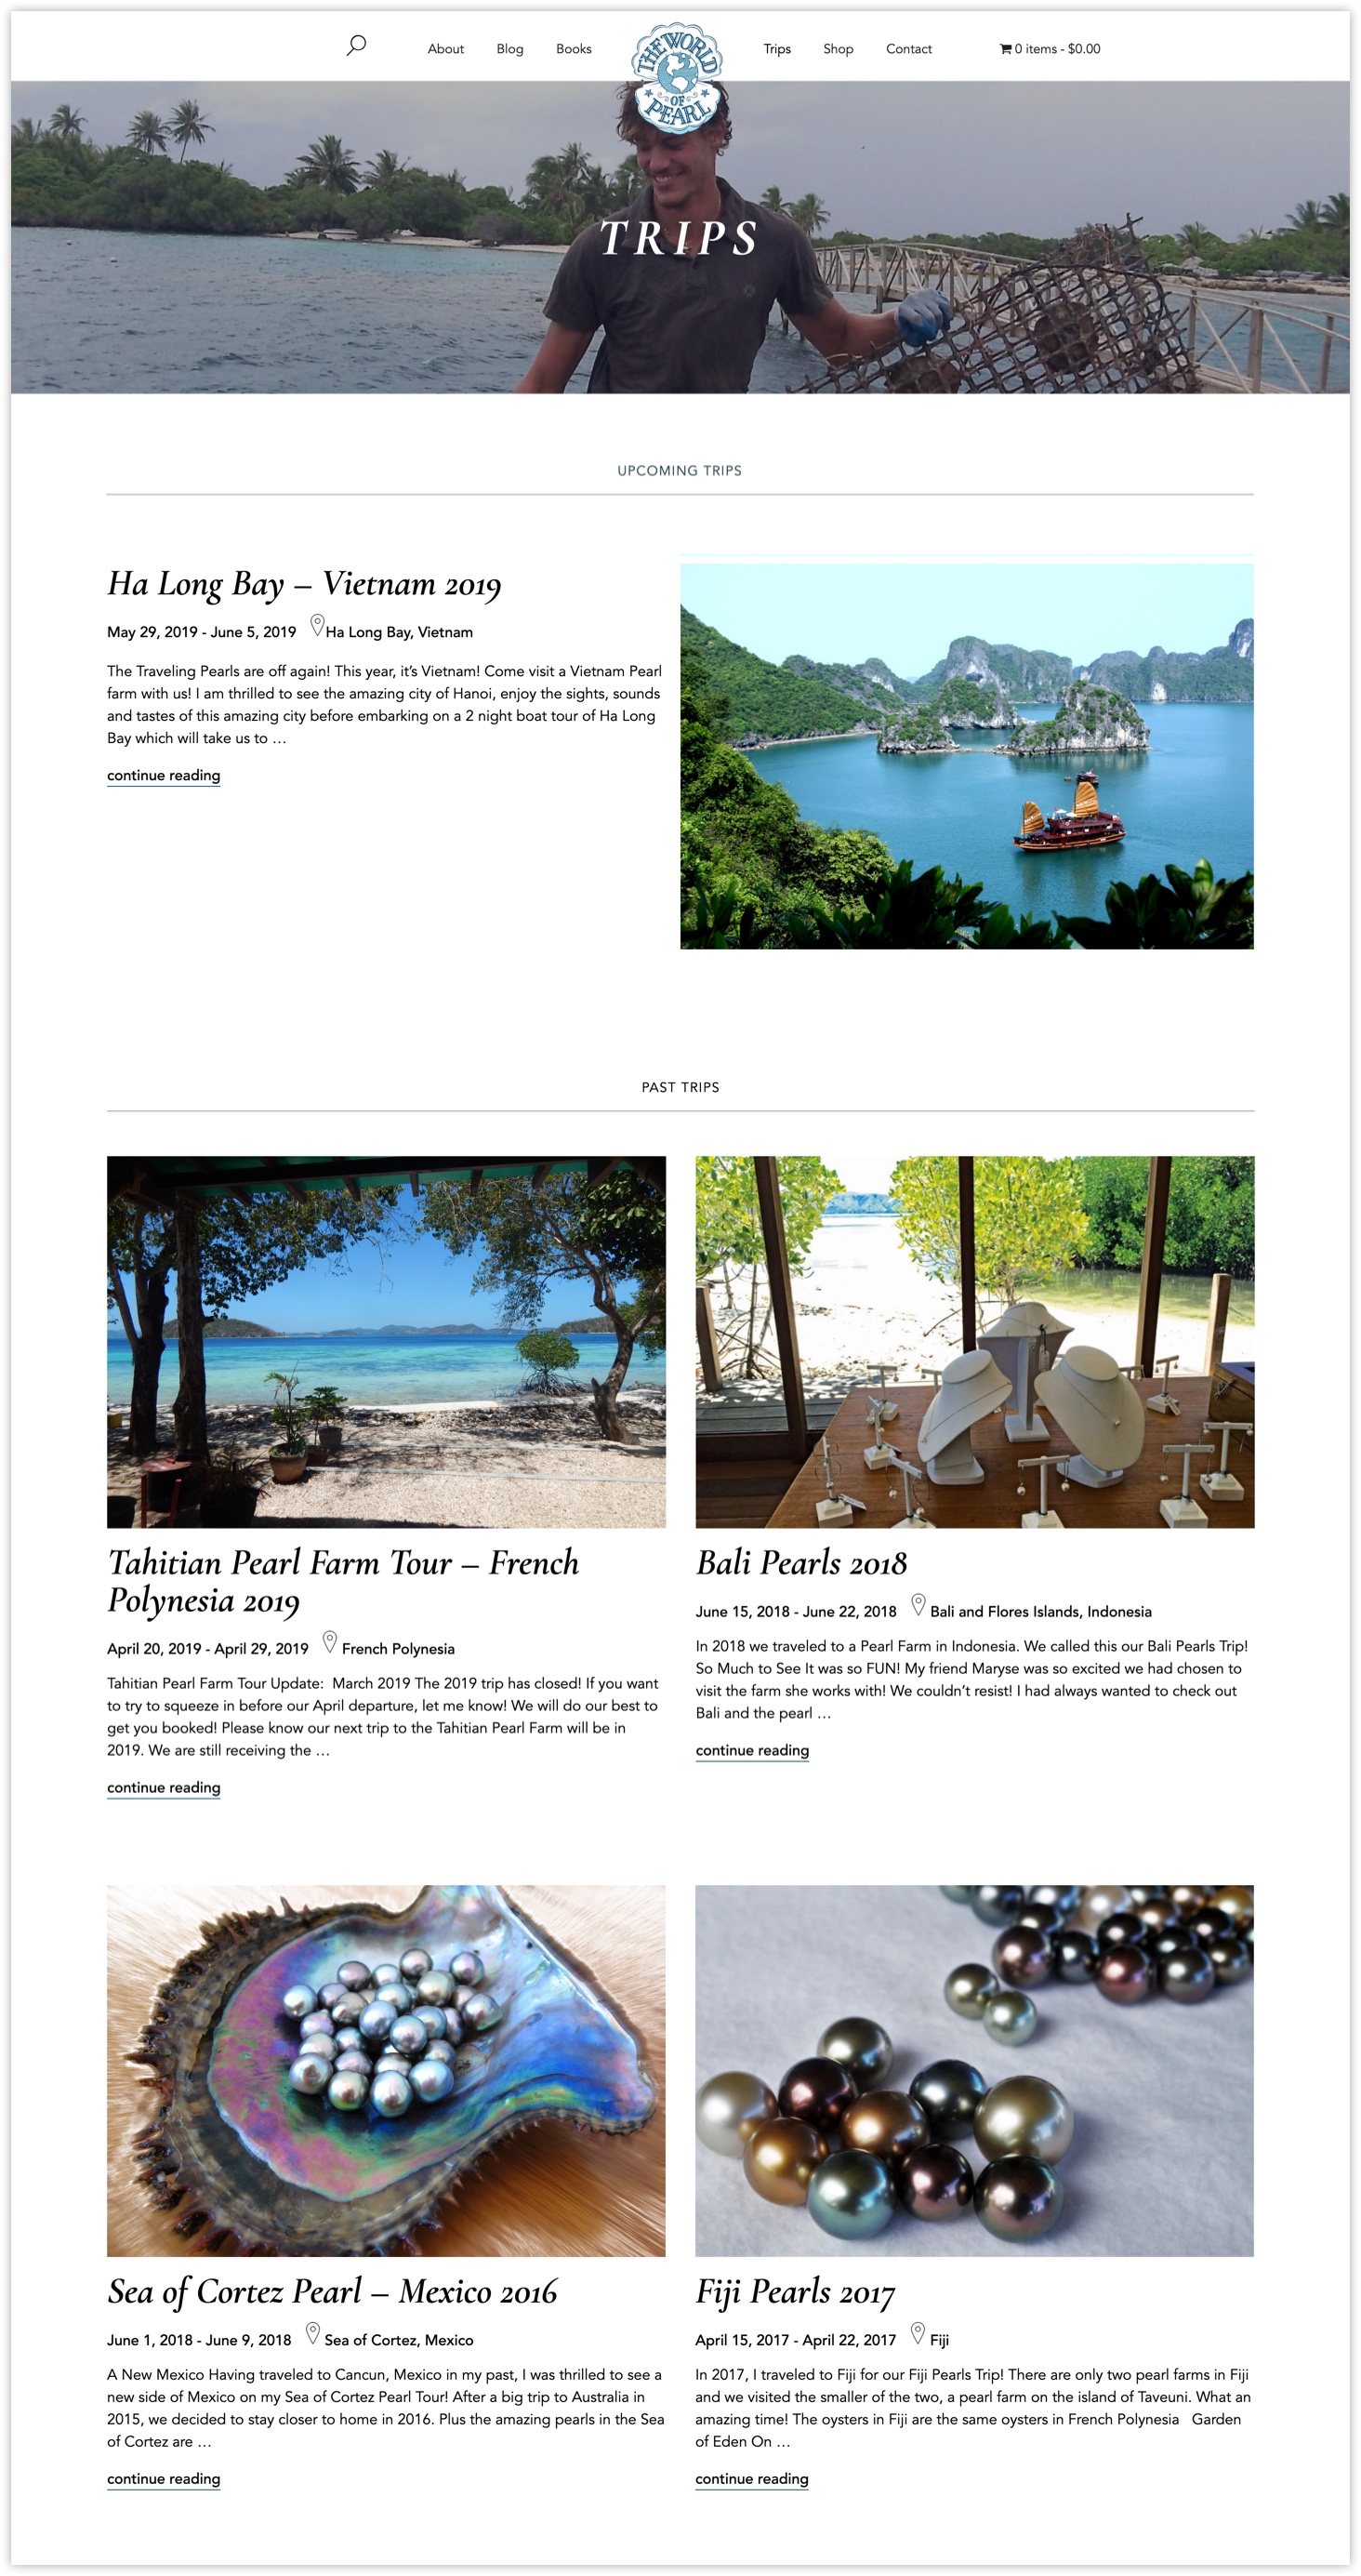 About
Blog
Books
THE WORLD
OF
PEARL
Trips
Shop
Contact
0 items - $0.00
TRIPS
UPCOMING TRIPS
Ha Long Bay – Vietnam 2019
May 29, 2019 - June 5, 2019 Ha Long Bay, Vietnam
The Traveling Pearls are off again! This year, it’s Vietnam! Come visit a Vietnam Pearl
farm with us! I am thrilled to see the amazing city of Hanoi, enjoy the sights, sounds
and tastes of this amazing city before embarking on a 2 night boat tour of Ha Long
Bay which will take us to …
continue reading
PAST TRIPS
Tahitian Pearl Farm Tour – French
Polynesia 2019
April 20, 2019 - April 29, 2019 French Polynesia
Tahitian Pearl Farm Tour Update:  March 2019 The 2019 trip has closed! If you want
to try to squeeze in before our April departure, let me know! We will do our best to
get you booked! Please know our next trip to the Tahitian Pearl Farm will be in
2019. We are still receiving the …
continue reading
Bali Pearls 2018
June 15, 2018 - June 22, 2018 Bali and Flores Islands, Indonesia
In 2018 we traveled to a Pearl Farm in Indonesia. We called this our Bali Pearls Trip!
So Much to See It was so FUN! My friend Maryse was so excited we had chosen to
visit the farm she works with! We couldn’t resist! I had always wanted to check out
Bali and the pearl …
continue reading
Sea of Cortez Pearl – Mexico 2016
June 1, 2018 - June 9, 2018 Sea of Cortez, Mexico
A New Mexico Having traveled to Cancun, Mexico in my past, I was thrilled to see a
new side of Mexico on my Sea of Cortez Pearl Tour! After a big trip to Australia in
2015, we decided to stay closer to home in 2016. Plus the amazing pearls in the Sea
of Cortez are …
continue reading
Fiji Pearls 2017
April 15, 2017 - April 22, 2017 Fiji
In 2017, I traveled to Fiji for our Fiji Pearls Trip! There are only two pearl farms in Fiji
and we visited the smaller of the two, a pearl farm on the island of Taveuni. What an
amazing time! The oysters in Fiji are the same oysters in French Polynesia   Garden
of Eden On …
continue reading